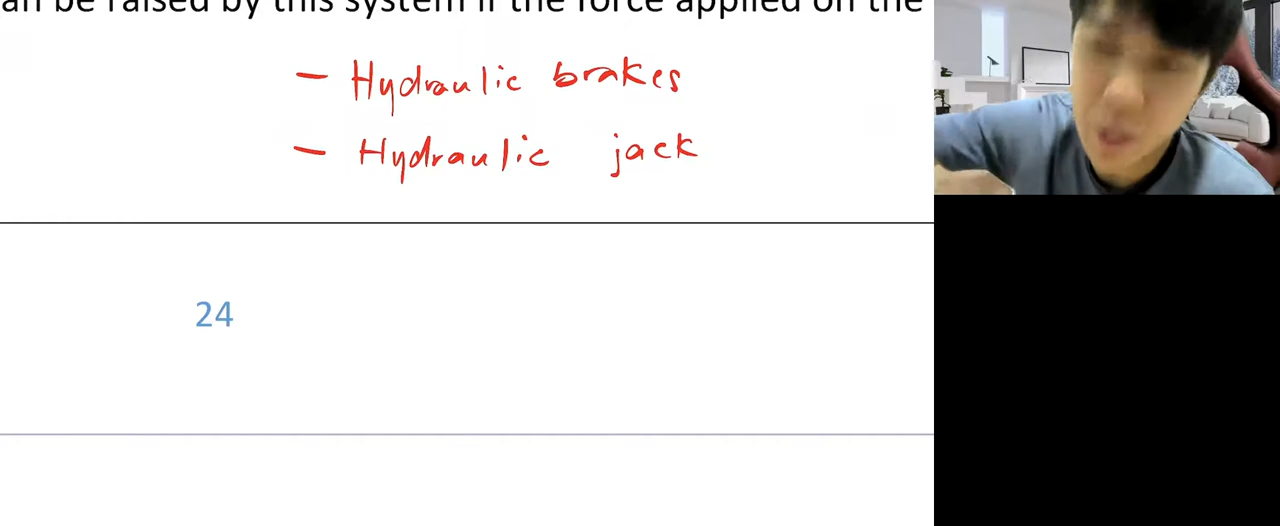 an be raised by this system if the force applied on the
– Hydraulic brakes
– Hydraulic jack
24